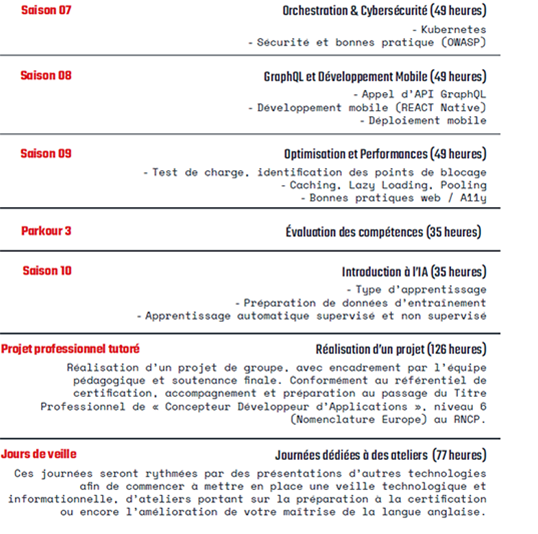 Saison 07
Orchestration & Cybersécurité (49 heures)
- Kubernetes
- Sécurité et bonnes pratique (OWASP)
Saison 08
GraphQL et Développement Mobile (49 heures)
- Appel d'API GraphQL
- Développement mobile (REACT Native)
- Déploiement mobile
Saison 09
Optimisation et Performances (49 heures)
- Test de charge, identification des points de blocage
- Caching, Lazy Loading, Pooling
- Bonnes pratiques web / A11y
Parkour 3
Évaluation des compétences (35 heures)
Saison 10
Introduction à l'IA (35 heures)
- Type d'apprentissage
- Préparation de données d'entrainement
- Apprentissage automatique supervisé et non supervisé
Projet professionnel tutoré
Réalisation d'un projet (126 heures)
Réalisation d'un projet de groupe, avec encadrement par l'équipe
pédagogique et soutenance finale. Conformément au référentiel de
certification, accompagnement et préparation au passage du Titre
Professionnel de « Concepteur Développeur d'Applications », niveau 6
(Nomenclature Europe) au RNCP.
Jours de veille
Journées dédiées à des ateliers (77 heures)
Ces journées seront rythmées par des présentations d'autres technologies
afin de commencer à mettre en place une veille technologique et
informationnelle, d'ateliers portant sur la préparation à la certification
ou encore l'amélioration de votre maitrise de la langue anglaise.